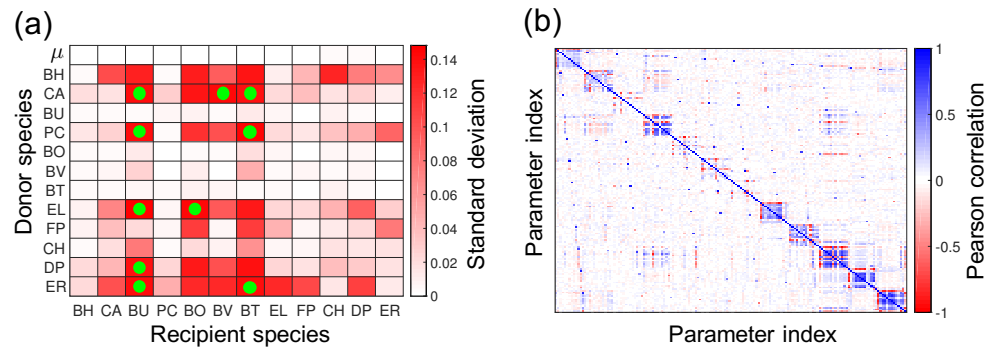 (a)
Donor species
μ
BH
CA
BU
PC
BO
BV
BT
EL
FP
CH
DP
ER
BH CA BU PC BO BV BT EL FP CH DP ER
Recipient species
0.14
0.12
0.10
0.08
0.06
0.04
0.02
0
Standard deviation
(b)
Parameter index
Parameter index
1
0.5
0
-0.5
-1
Pearson correlation